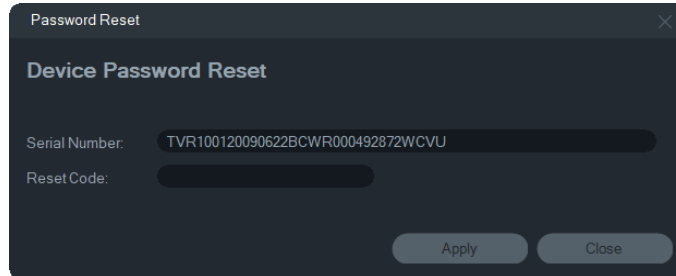 Password Reset
Device Password Reset
Serial Number: TVR100120090622BCWR000492872WCVU
Reset Code:
Apply Close